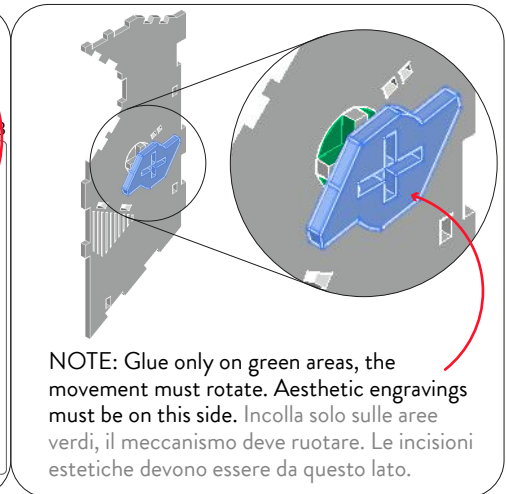 NOTE: Glue only on green areas, the
movement must rotate. Aesthetic engravings
must be on this side. Incolla solo sulle aree
verdi, il meccanismo deve ruotare. Le incisioni
estetiche devono essere da questo lato.